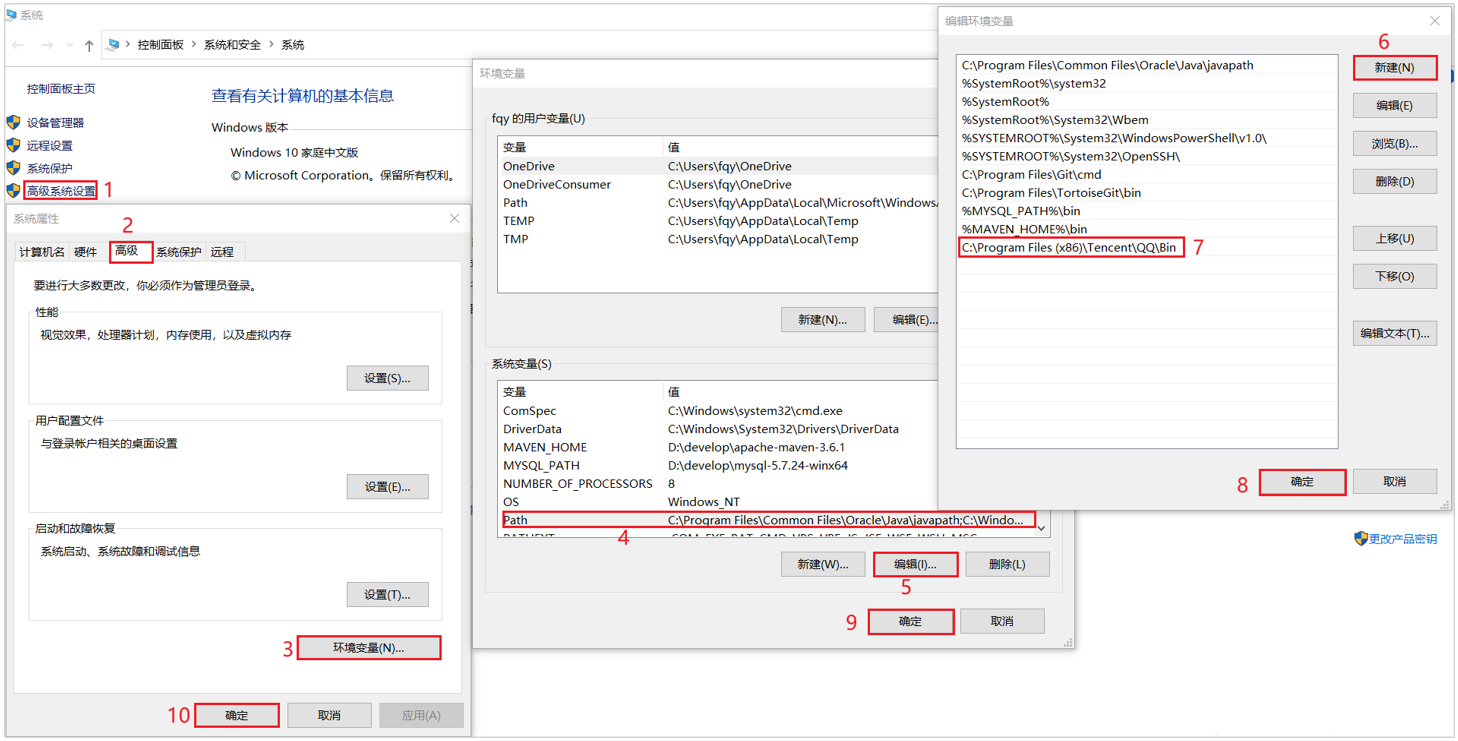 系统
控制面板 > 系统和安全 > 系统
控制面板主页
设备管理器
远程设置
系统保护
高级系统设置 1
查看有关计算机的基本信息
Windows 版本
Windows 10 家庭中文版
© Microsoft Corporation。保留所有权利。
系统属性
2
计算机名 硬件 高级 系统保护 远程
要进行大多数更改，你必须作为管理员登录。
性能
视觉效果，处理器计划，内存使用，以及虚拟内存
设置(S)...
用户配置文件
与登录帐户相关的桌面设置
设置(E)...
启动和故障恢复
系统启动、系统故障和调试信息
设置(T)...
3 环境变量(N)...
10 确定 取消 应用(A)
环境变量
fqy 的用户变量(U)
变量 值
OneDrive C:\Users\fqy\OneDrive
OneDriveConsumer C:\Users\fqy\OneDrive
Path C:\Users\fqy\AppData\Local\Microsoft\Windows
TEMP C:\Users\fqy\AppData\Local\Temp
TMP C:\Users\fqy\AppData\Local\Temp
新建(N)... 编辑(E)...
系统变量(S)
变量 值
ComSpec C:\Windows\system32\cmd.exe
DriverData C:\Windows\System32\Drivers\DriverData
MAVEN_HOME D:\develop\apache-maven-3.6.1
MYSQL_PATH D:\develop\mysql-5.7.24-winx64
NUMBER_OF_PROCESSORS 8
OS Windows_NT
Path C:\Program Files\Common Files\Oracle\Java\javapath;C:\Windo...
4
新建(W)... 编辑(I)... 删除(L)
5
9 确定 取消
编辑环境变量
6
C:\Program Files\Common Files\Oracle\Java\javapath
%SystemRoot%\system32
%SystemRoot%
%SystemRoot%\System32\Wbem
%SYSTEMROOT%\System32\WindowsPowerShell\v1.0\
%SYSTEMROOT%\System32\OpenSSH\
C:\Program Files\Git\cmd
C:\Program Files\TortoiseGit\bin
%MYSQL_PATH%\bin
%MAVEN_HOME%\bin
C:\Program Files (x86)\Tencent\QQ\Bin 7
新建(N)
编辑(E)
浏览(B)...
删除(D)
上移(U)
下移(O)
编辑文本(T)...
8 确定 取消
更改产品密钥